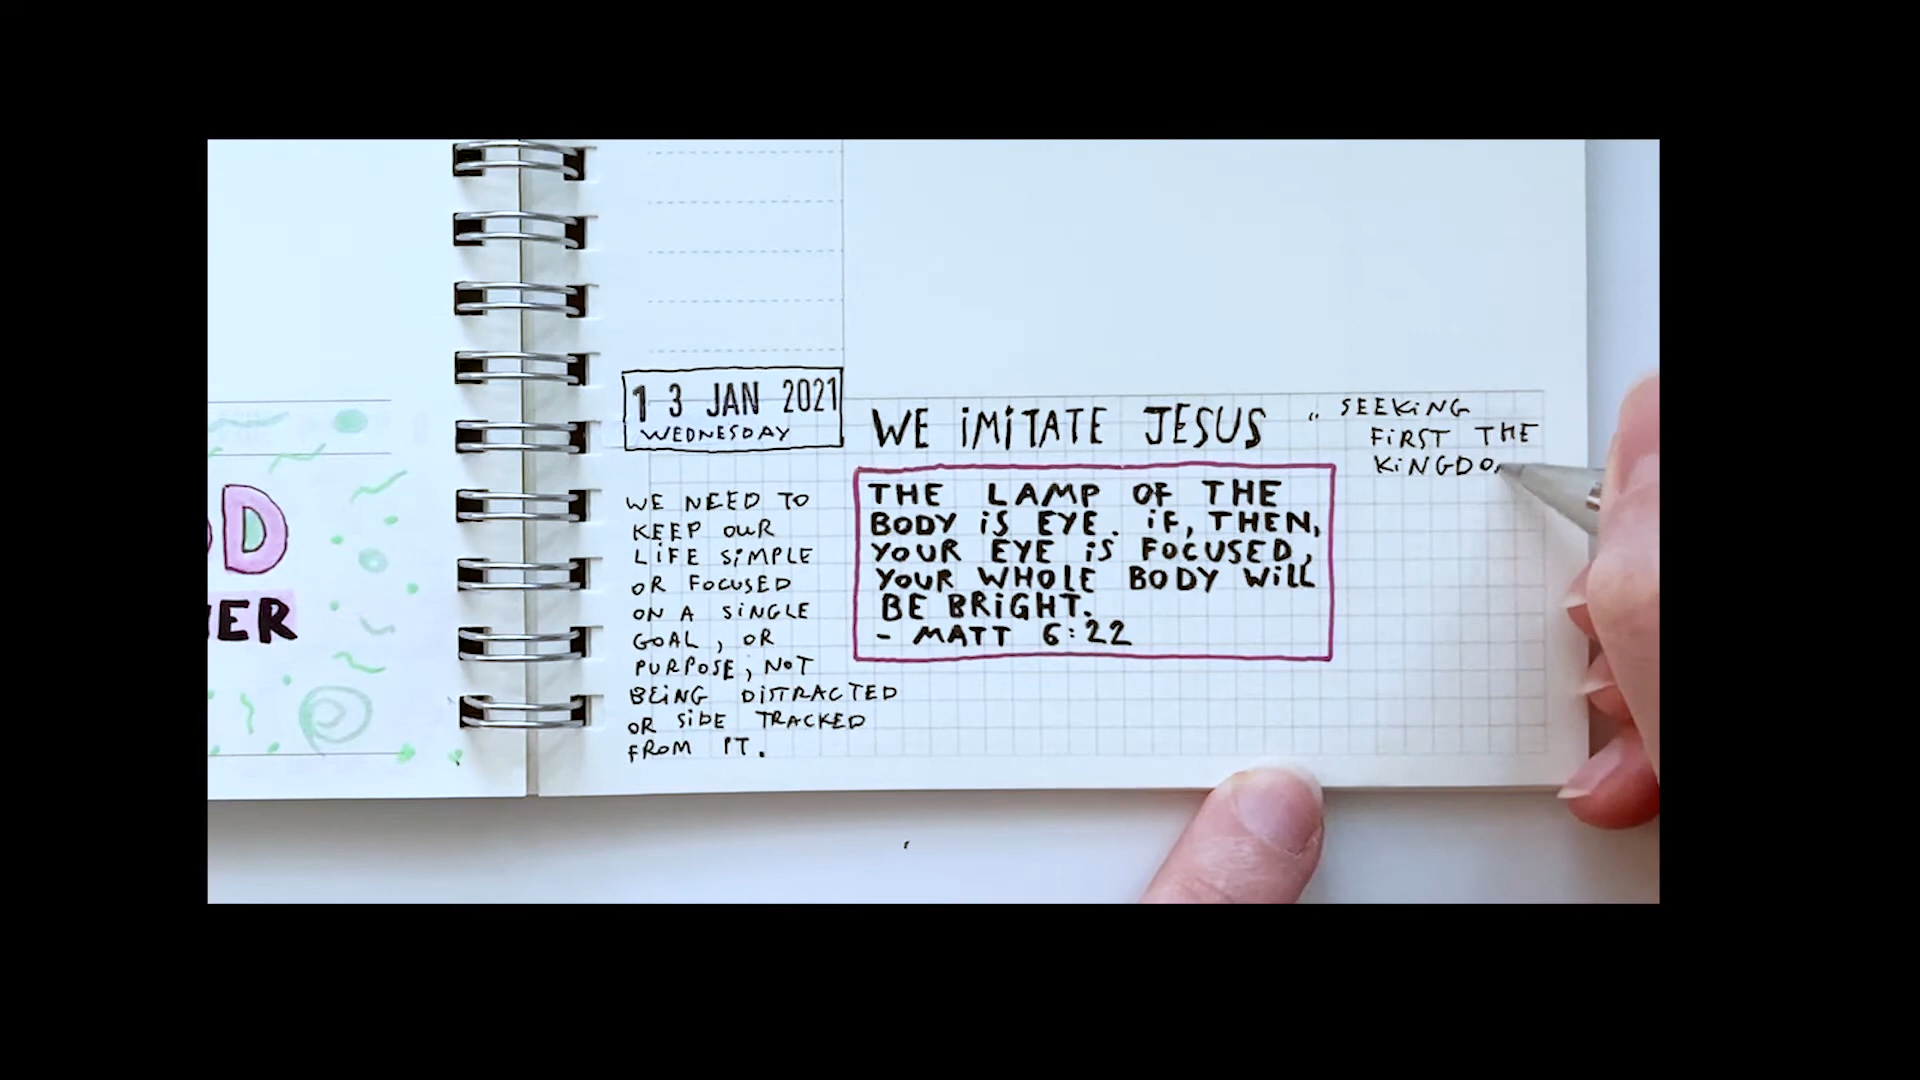 D
ER
13 JAN 2021
WEDNESDAY
WE NEED TO
KEEP OUR
LIFE SIMPLE
OR FOCUSED
ON A SINGLE
GOAL, OR
PURPOSE, NOT
BEING DISTRACTED
OR SIDE TRACKED
FROM IT.
WE IMITATE JESUS
THE LAMP OF THE
BODY IS EYE. IF, THEN,
YOUR EYE IS FOCUSED,
YOUR WHOLE BODY WILL
BE BRIGHT.
- MATT 6:22
“ SEEKING
FIRST THE
KINGDO